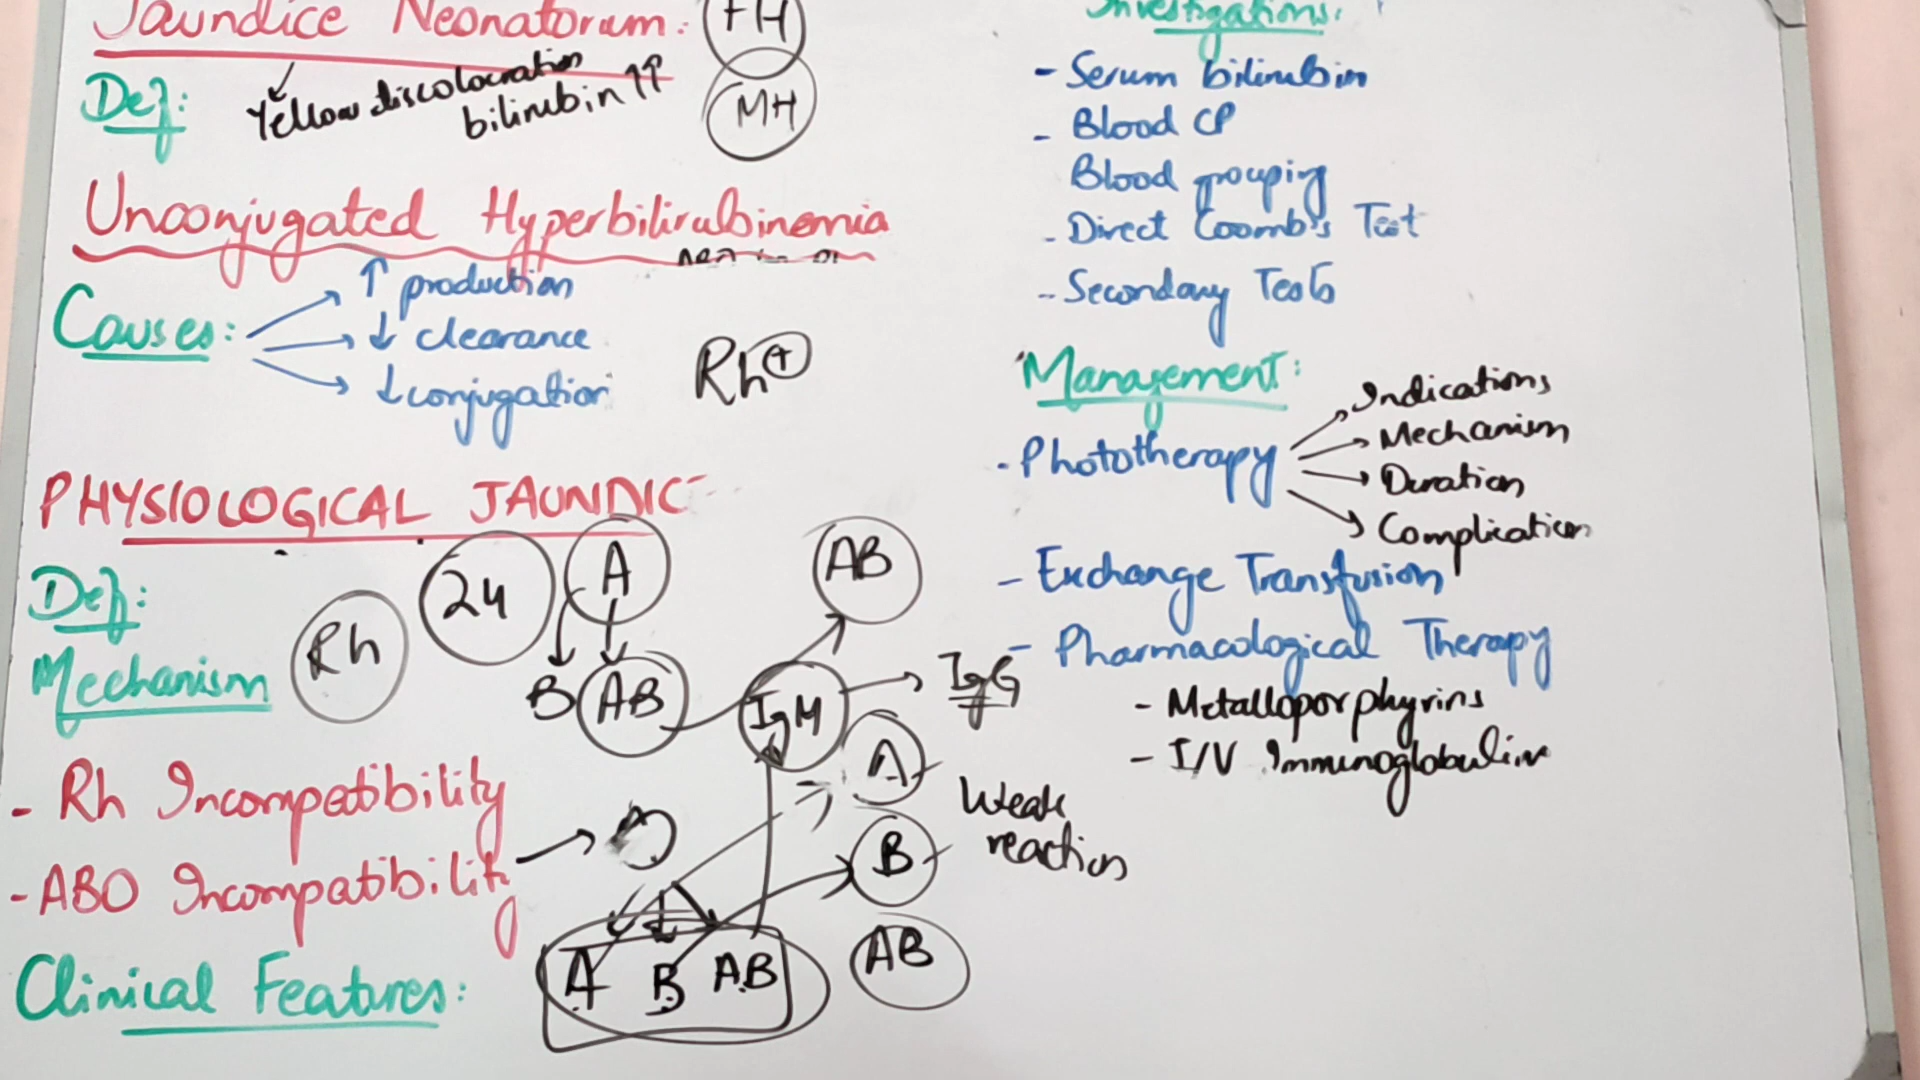 Jaundice Neonatorum:
FH
Def:
Yellow discolouration
bilirubin ↑↑
MH
Unconjugated Hyperbilirubinemia
Causes:
↑ production
↓ clearance
↓ conjugation
Rh +
PHYSIOLOGICAL JAUNDIC
Def:
Mechanism
Rh
24
A
B
AB
AB
IgM
IgG
- Rh Incompatibility
- ABO Incompatibility
A
B
Weak
reaction
A B AB
AB
Clinical Features:
Investigations:
- Serum bilirubin
- Blood CP
Blood grouping
- Direct Coomb's Test
- Secondary Tests
Management:
- Phototherapy
Indications
Mechanism
Duration
Complication
- Exchange Transfusion
- Pharmacological Therapy
- Metalloporphyrins
- I/V Immunoglobulin